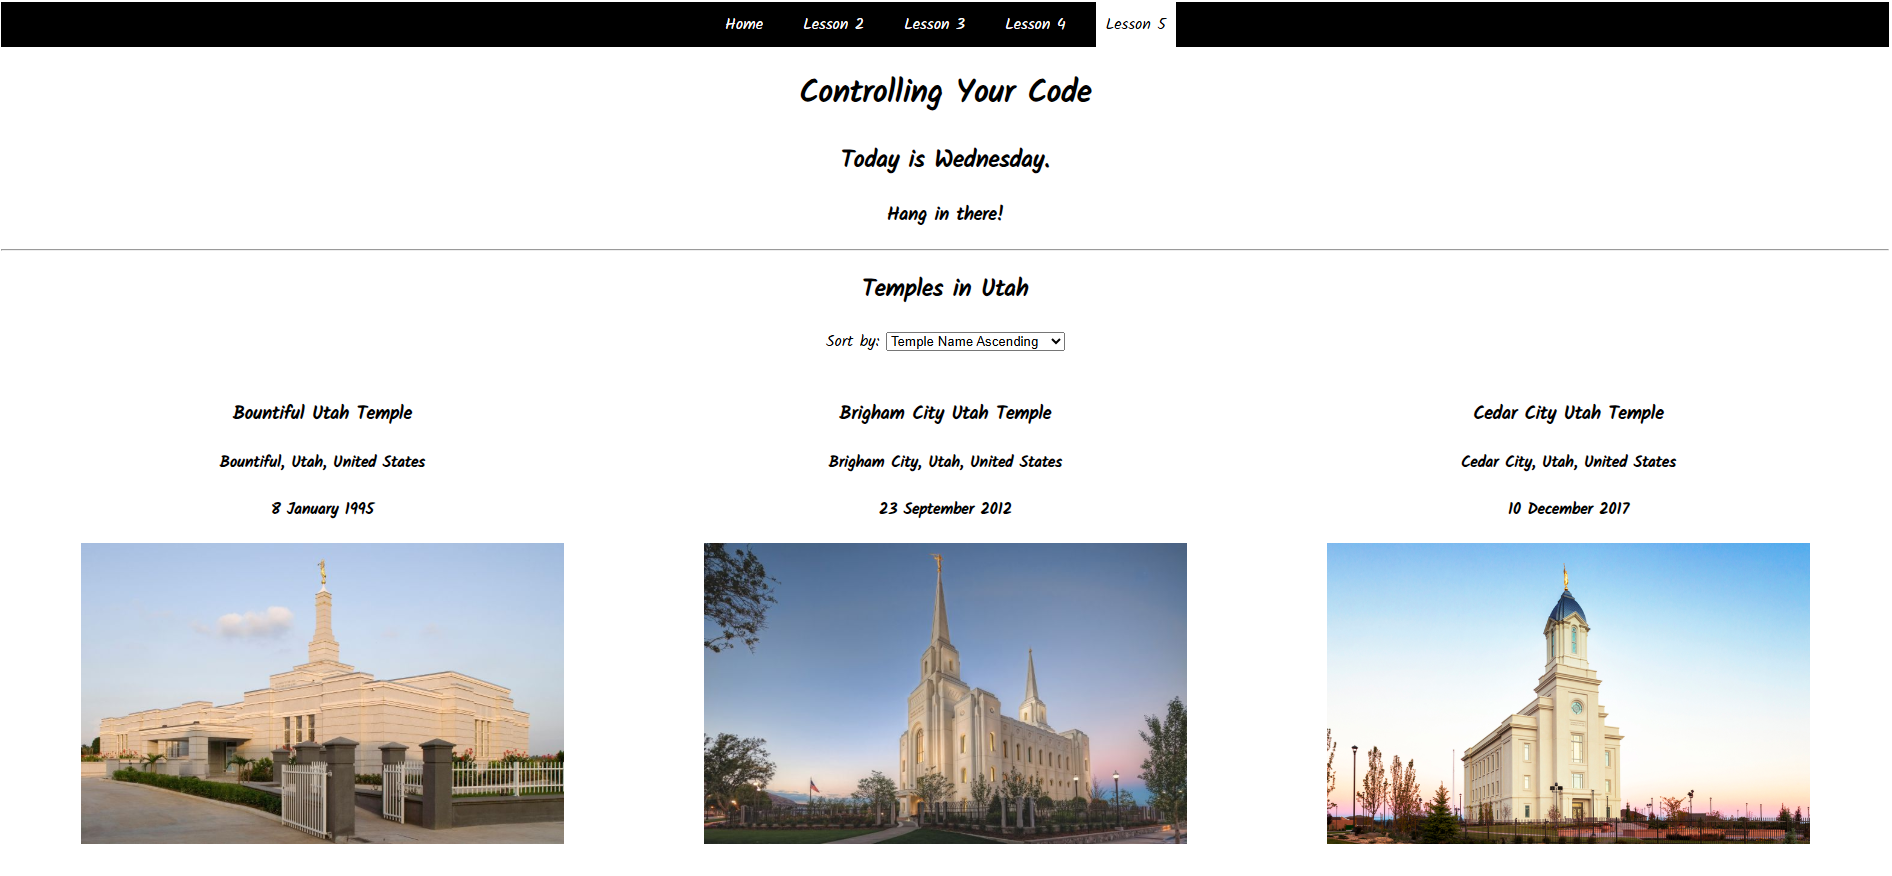 Home Lesson 2 Lesson 3 Lesson 4 Lesson 5
Controlling Your Code
Today is Wednesday.
Hang in there!
Temples in Utah
Sort by: Temple Name Ascending
Bountiful Utah Temple
Bountiful, Utah, United States
8 January 1995
Brigham City Utah Temple
Brigham City, Utah, United States
23 September 2012
Cedar City Utah Temple
Cedar City, Utah, United States
10 December 2017